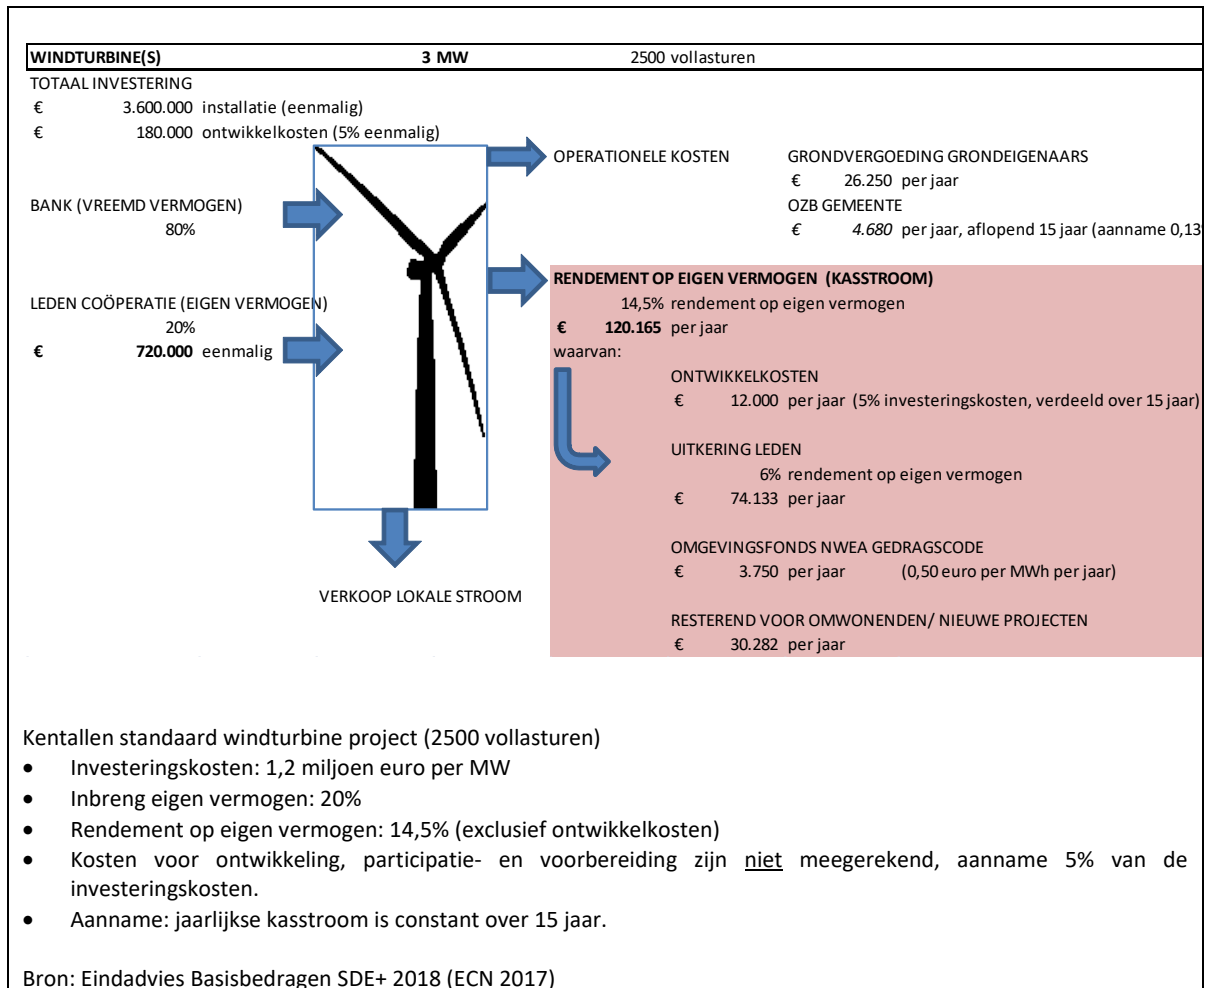 WINDTURBINE(S) 3 MW 2500 vollasturen
TOTAAL INVESTERING
€ 3.600.000 installatie (eenmalig)
€ 180.000 ontwikkelkosten (5% eenmalig)
OPERATIONELE KOSTEN GRONDVERGOEDING GRONDEIGENAARS
€ 26.250 per jaar
BANK (VREEMD VERMOGEN) OZB GEMEENTE
80% € 4.680 per jaar, aflopend 15 jaar (aanname 0,13
RENDEMENT OP EIGEN VERMOGEN (KASSTROOM)
LEDEN COÖPERATIE (EIGEN VERMOGEN) 14,5% rendement op eigen vermogen
20% € 120.165 per jaar
€ 720.000 eenmalig waarvan:
ONTWIKKELKOSTEN
€ 12.000 per jaar (5% investeringskosten, verdeeld over 15 jaar)
UITKERING LEDEN
6% rendement op eigen vermogen
€ 74.133 per jaar
OMGEVINGSFONDS NWEA GEDRAGSCODE
€ 3.750 per jaar (0,50 euro per MWh per jaar)
VERKOOP LOKALE STROOM
RESTEREND VOOR OMWONENDEN/ NIEUWE PROJECTEN
€ 30.282 per jaar
Kentallen standaard windturbine project (2500 vollasturen)
• Investeringskosten: 1,2 miljoen euro per MW
• Inbreng eigen vermogen: 20%
• Rendement op eigen vermogen: 14,5% (exclusief ontwikkelkosten)
• Kosten voor ontwikkeling, participatie- en voorbereiding zijn niet meegerekend, aanname 5% van de
investeringskosten.
• Aanname: jaarlijkse kasstroom is constant over 15 jaar.
Bron: Eindadvies Basisbedragen SDE+ 2018 (ECN 2017)